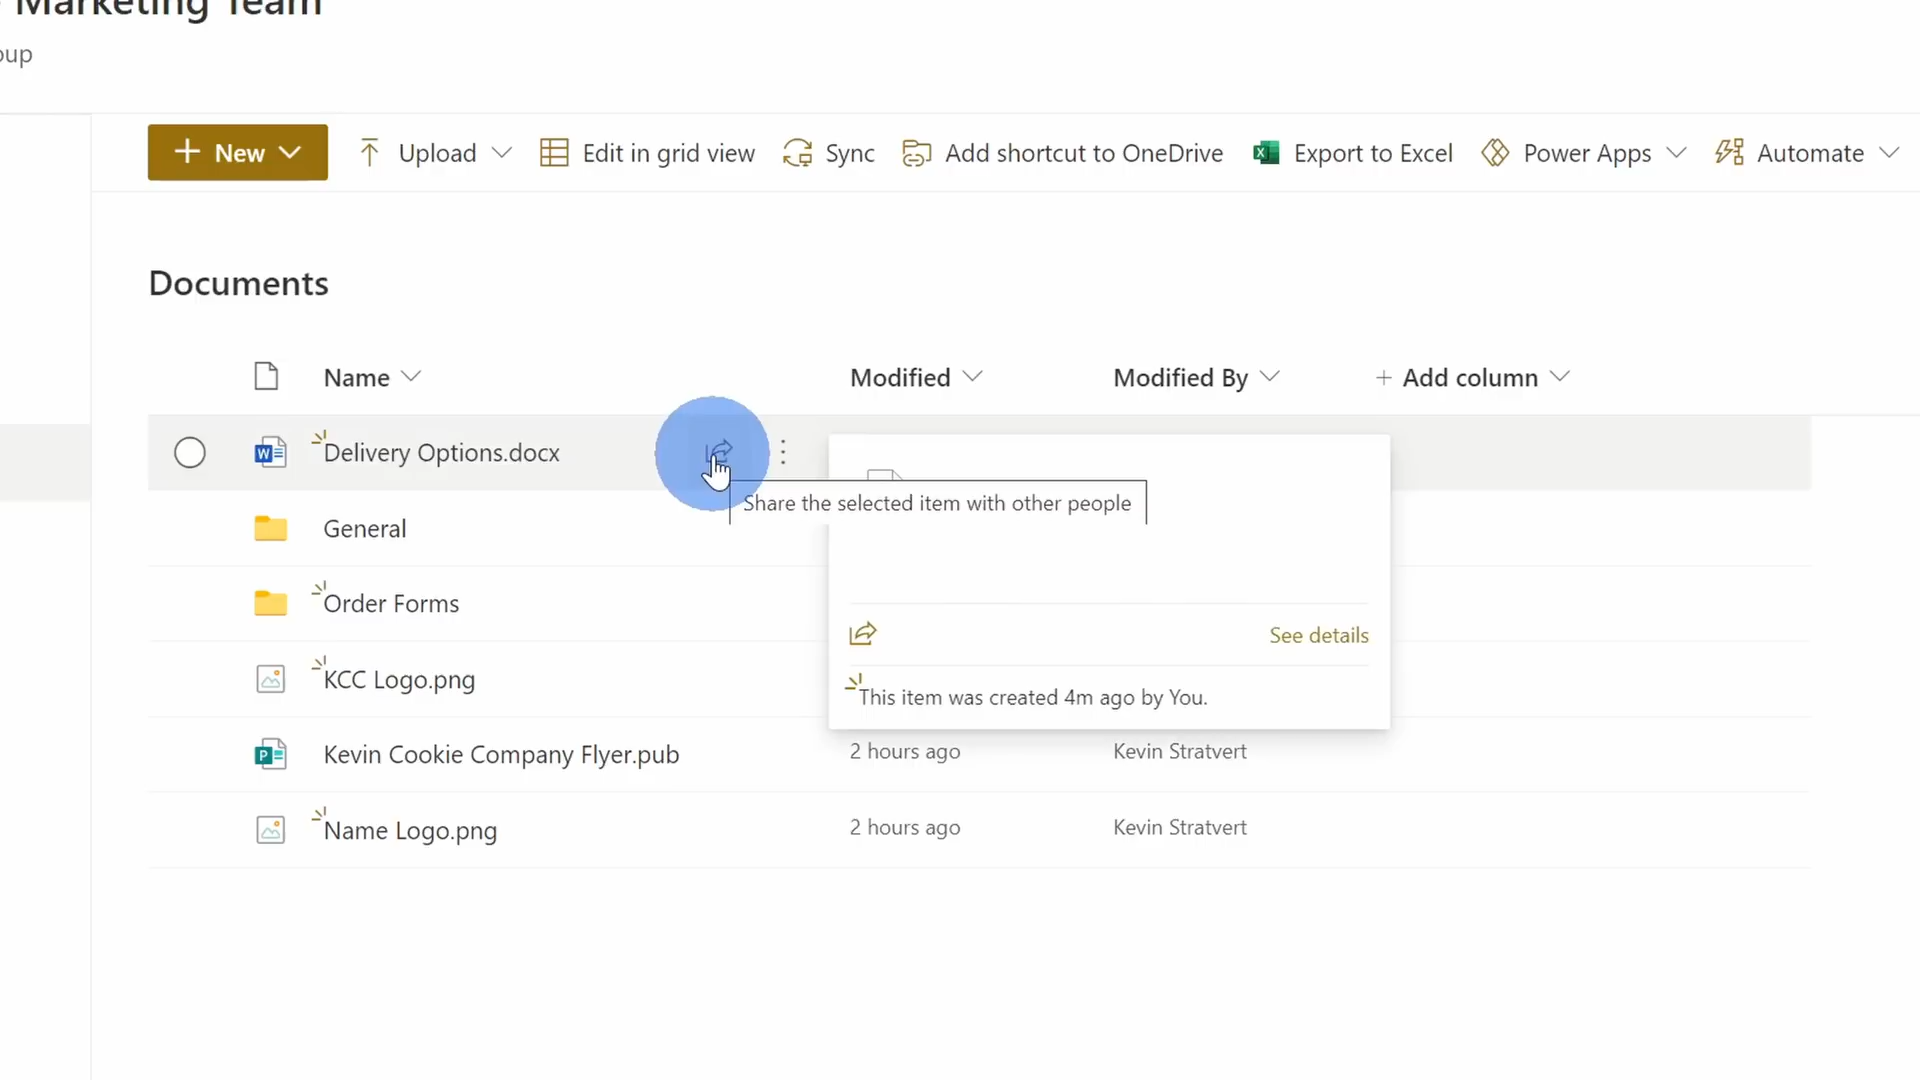 Marketing Team
oup
New
Upload
Edit in grid view
Sync
Add shortcut to OneDrive
Export to Excel
Power Apps
Automate
Documents
Name
Modified
Modified By
Add column
Delivery Options.docx
Share the selected item with other people
General
Order Forms
See details
KCC Logo.png
This item was created 4m ago by You.
Kevin Cookie Company Flyer.pub
2 hours ago
Kevin Stratvert
Name Logo.png
2 hours ago
Kevin Stratvert